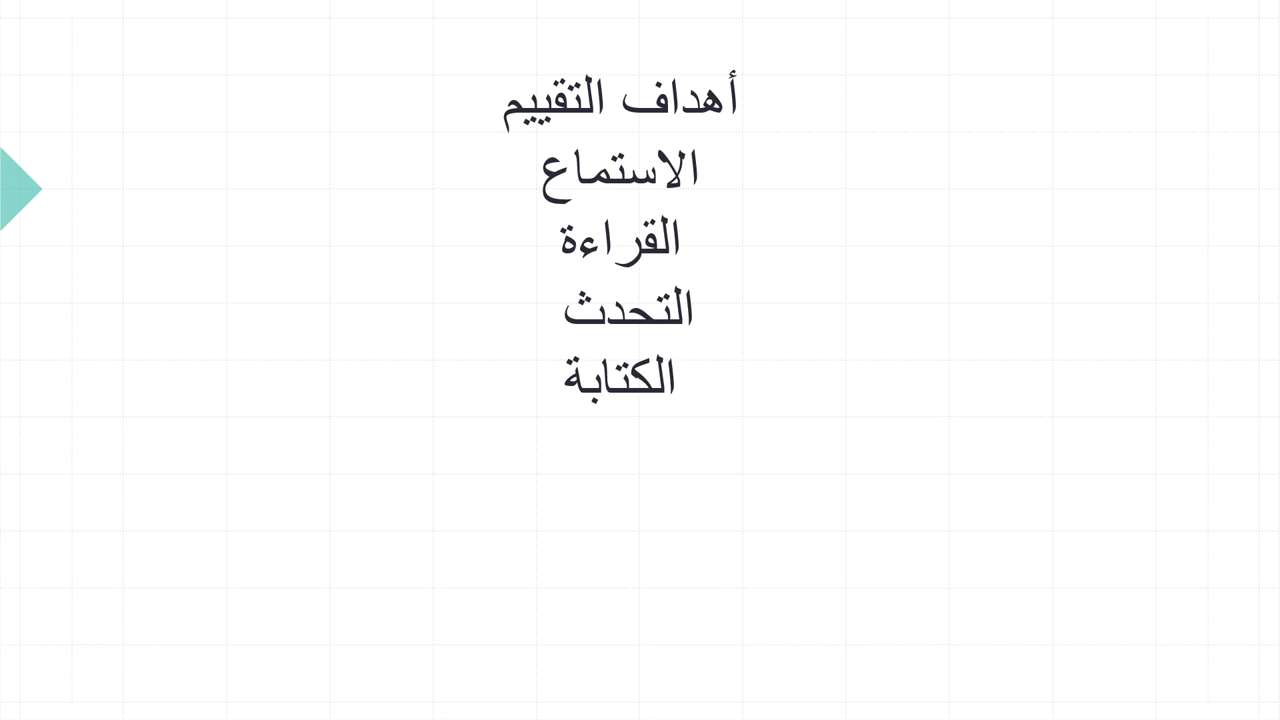 أهداف التقييم
الاستماع
القراءة
التحدث
الكتابة